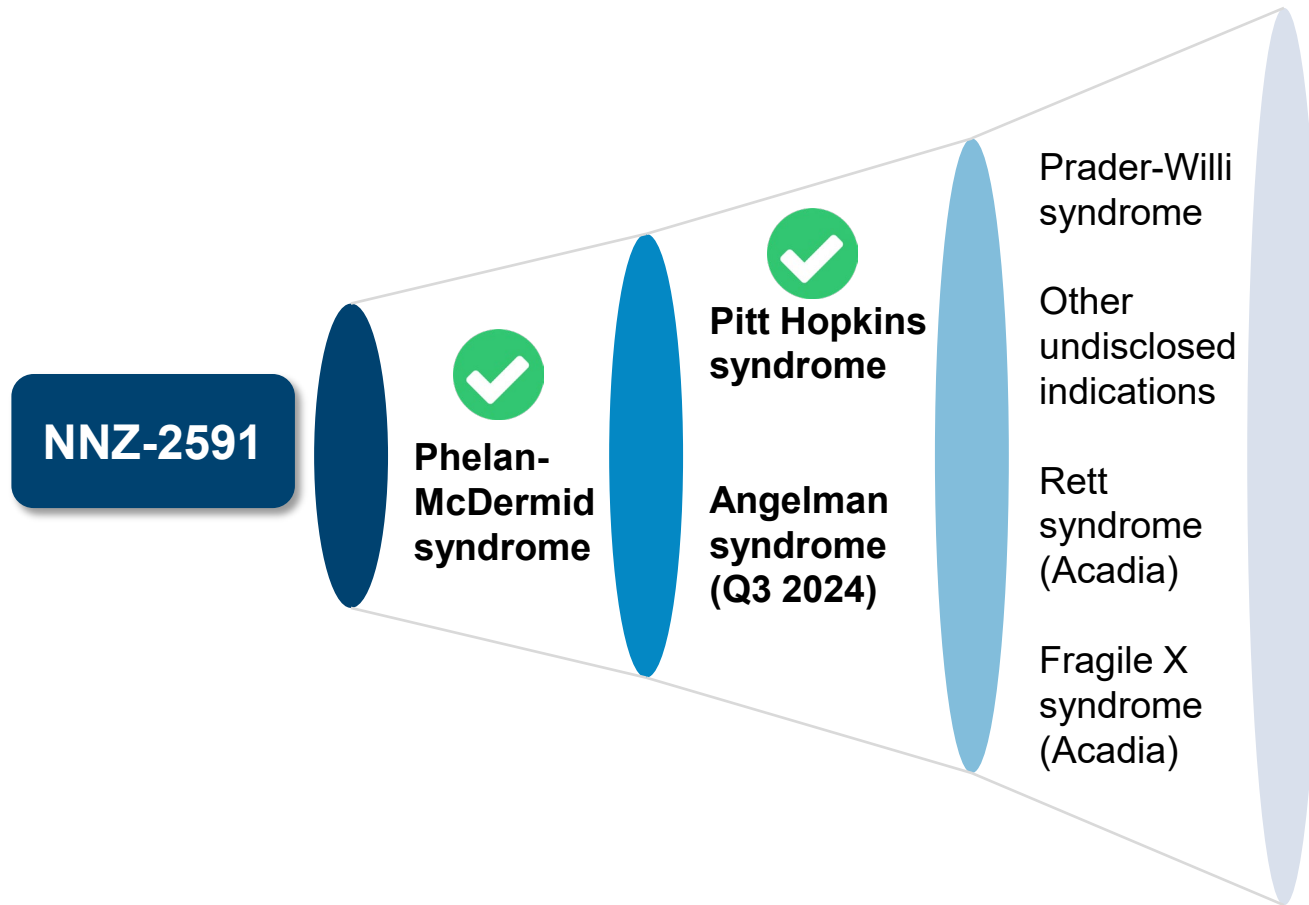 NNZ-2591
Phelan-
McDermid
syndrome
Pitt Hopkins
syndrome
Angelman
syndrome
(Q3 2024)
Prader-Willi
syndrome
Other
undisclosed
indications
Rett
syndrome
(Acadia)
Fragile X
syndrome
(Acadia)